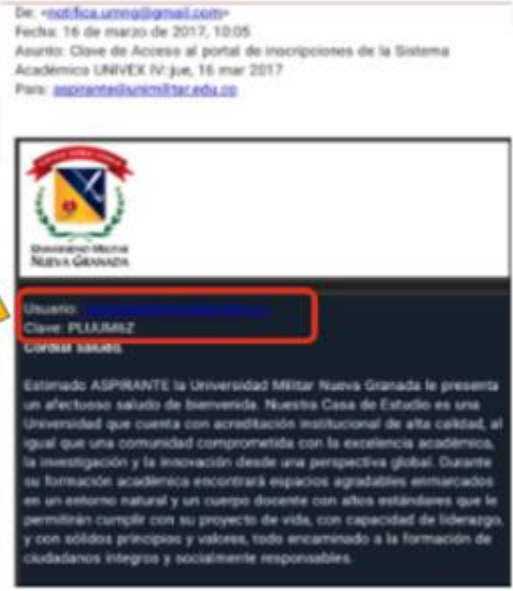 De: <notifica.umng@gmail.com>
Fecha: 16 de marzo de 2017, 10:05
Asunto: Clave de Acceso al portal de inscripciones de la Sistema
Académico UNIVEX IV: jue, 16 mar 2017
Para: aspirante@unimilitar.edu.co
UNIVERSIDAD MILITAR
NUEVA GRANADA
Usuario:
Clave:
Cordial saludo,
Estimado ASPIRANTE la Universidad Militar Nueva Granada le presenta
un afectuoso saludo de bienvenida. Nuestra Casa de Estudio es una
Universidad que cuenta con acreditación institucional de alta calidad, al
igual que una comunidad comprometida con la excelencia académica,
la investigación y la innovación desde una perspectiva global. Durante
su formación académica encontrará espacios agradables enmarcados
en un entorno natural y un cuerpo docente con altos estándares que le
permitirán cumplir con su proyecto de vida, con capacidad de liderazgo,
y con sólidos principios y valores, todo encaminado a la formación de
ciudadanos integros y socialmente responsables.